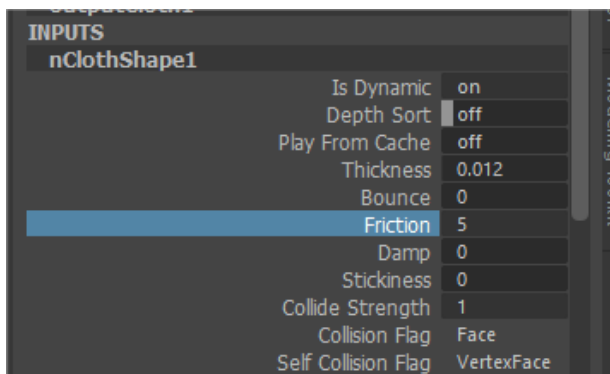 INPUTS
nClothShape1
Is Dynamic on
Depth Sort off
Play From Cache off
Thickness 0.012
Bounce 0
Friction 5
Damp 0
Stickiness 0
Collide Strength 1
Collision Flag Face
Self Collision Flag VertexFace